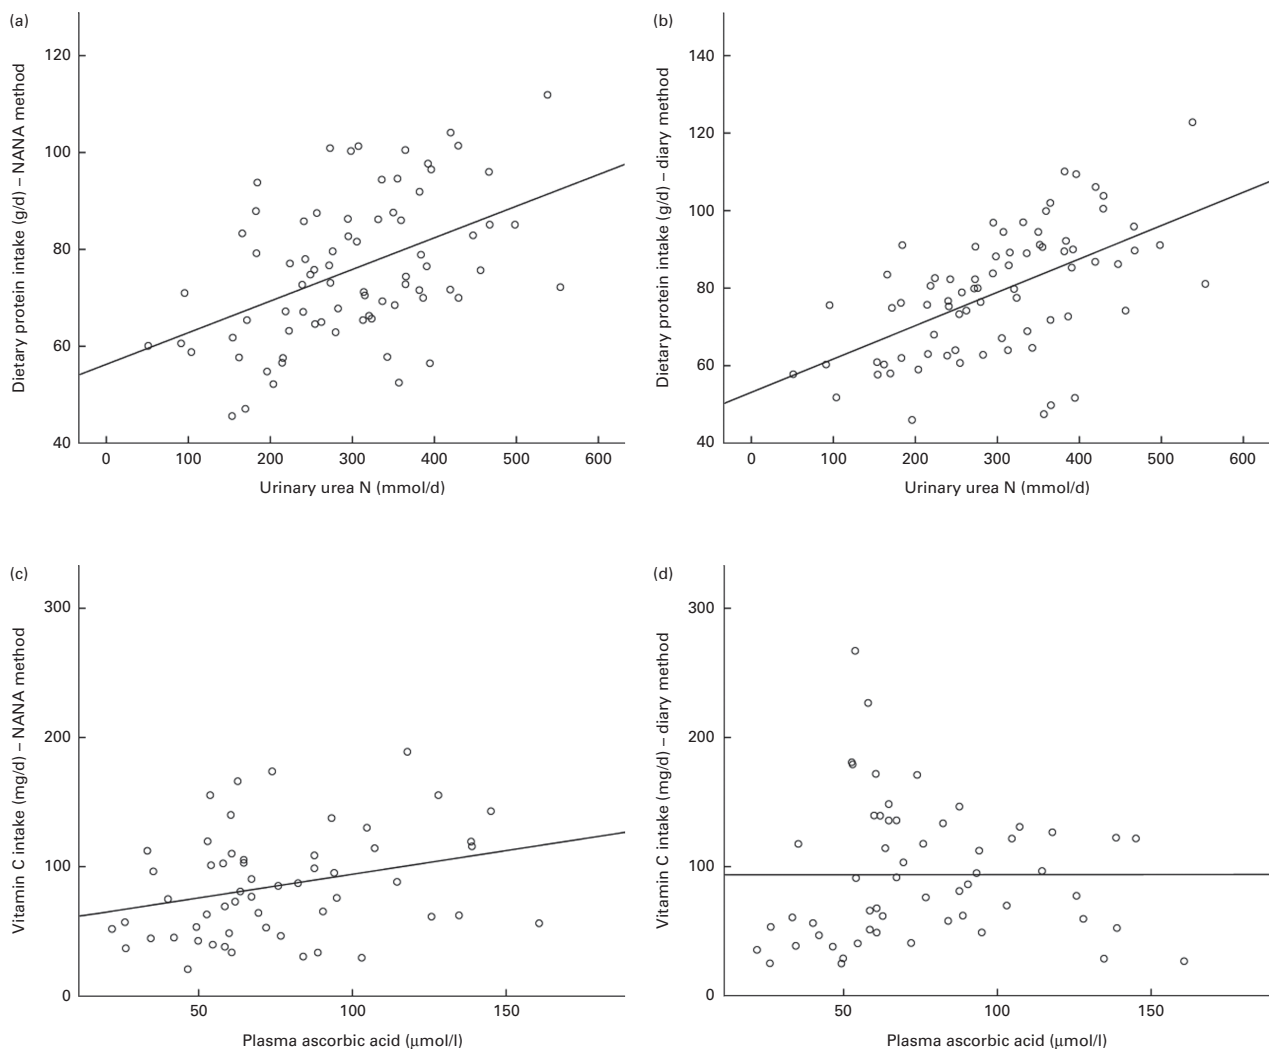 (a)
120
100
80
60
40
Dietary protein intake (g/d) – NANA method
0 100 200 300 400 500 600
Urinary urea N (mmol/d)
(b)
140
120
100
80
60
40
Dietary protein intake (g/d) – diary method
0 100 200 300 400 500 600
Urinary urea N (mmol/d)
(c)
300
200
100
0
Vitamin C intake (mg/d) – NANA method
50 100 150
Plasma ascorbic acid (μmol/l)
(d)
300
200
100
0
Vitamin C intake (mg/d) – diary method
50 100 150
Plasma ascorbic acid (μmol/l)